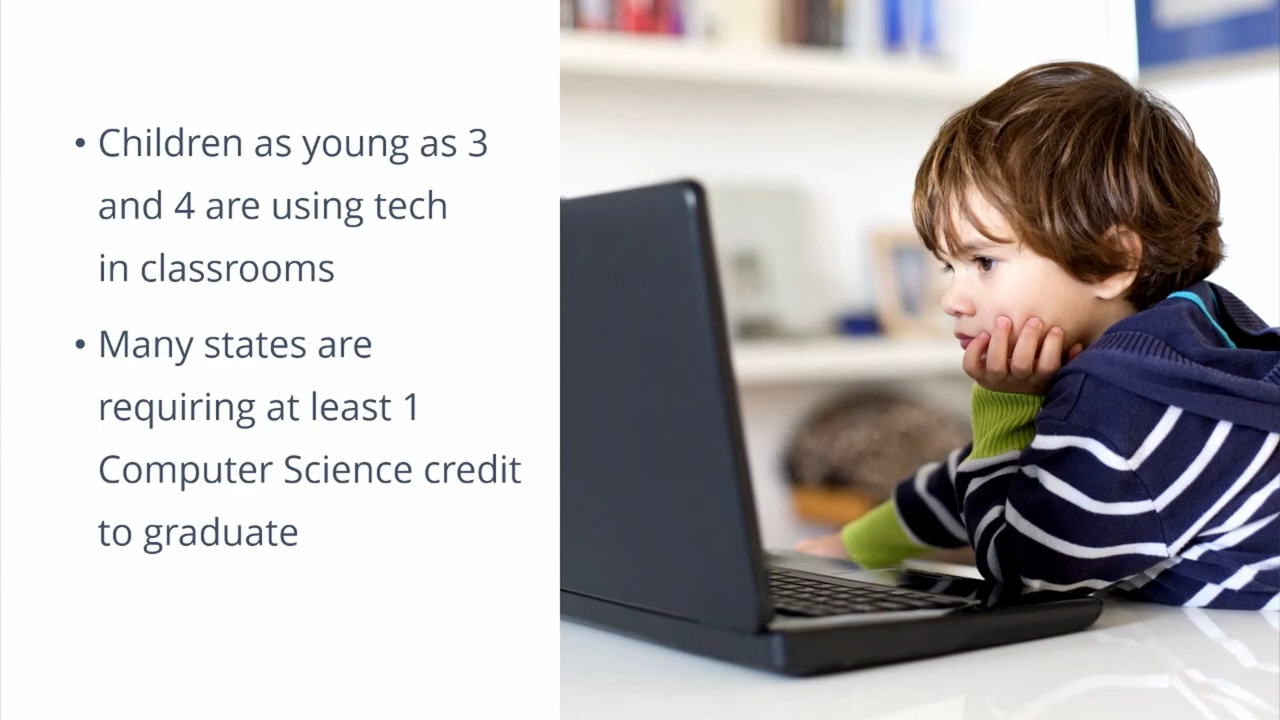 • Children as young as 3
and 4 are using tech
in classrooms
• Many states are
requiring at least 1
Computer Science credit
to graduate